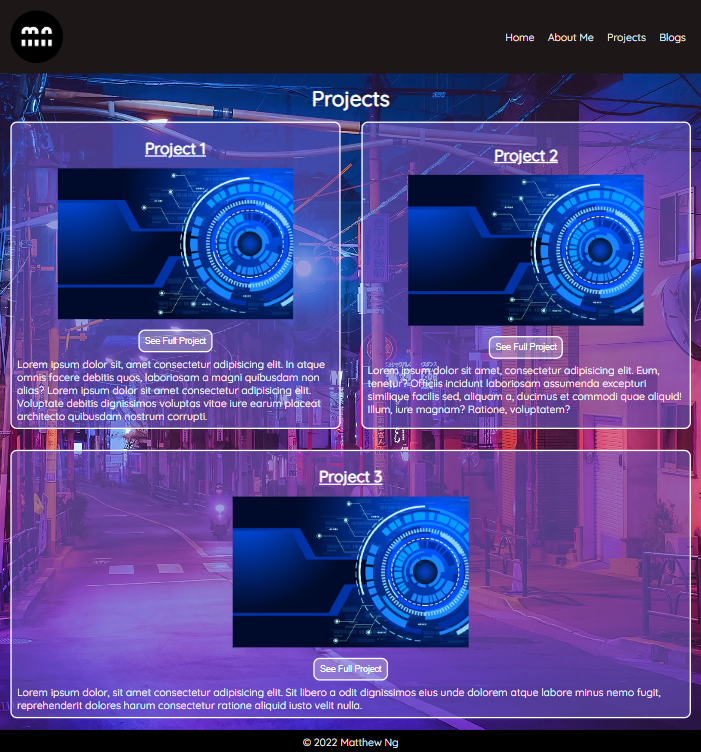 Home About Me Projects Blogs
Projects
Project 1
See Full Project
Lorem ipsum dolor sit, amet consectetur adipisicing elit. In atque
omnis facere debitis quos, laboriosam a magni quibusdam non
alias? Lorem ipsum dolor sit amet consectetur adipisicing elit.
Voluptate debitis dignissimos voluptas vitae iure earum placeat
architecto quibusdam nostrum corrupti.
Project 2
See Full Project
Lorem ipsum dolor sit amet, consectetur adipisicing elit. Eum,
tenetur? Officiis incidunt laboriosam assumenda excepturi
similique facilis sed, aliquam a, ducimus et commodi quae aliquid!
Illum, iure magnam? Ratione, voluptatem?
Project 3
See Full Project
Lorem ipsum dolor, sit amet consectetur adipisicing elit. Sit libero a odit dignissimos eius unde dolorem atque labore minus nemo fugit,
reprehenderit dolores harum consectetur ratione aliquid iusto velit nulla.
© 2022 Matthew Ng